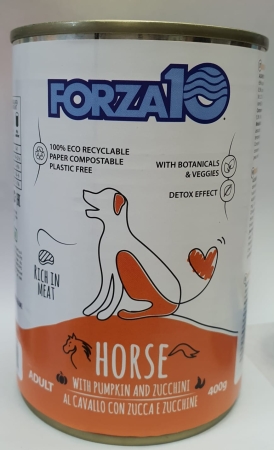 FORZA10
100% ECO RECYCLABLE
PAPER COMPOSTABLE
PLASTIC FREE
WITH BOTANICALS
& VEGGIES
DETOX EFFECT
RICH IN
MEAT
HORSE
ADULT
WITH PUMPKIN AND ZUCCHINI
AL CAVALLO CON ZUCCA E ZUCCHINE
400g